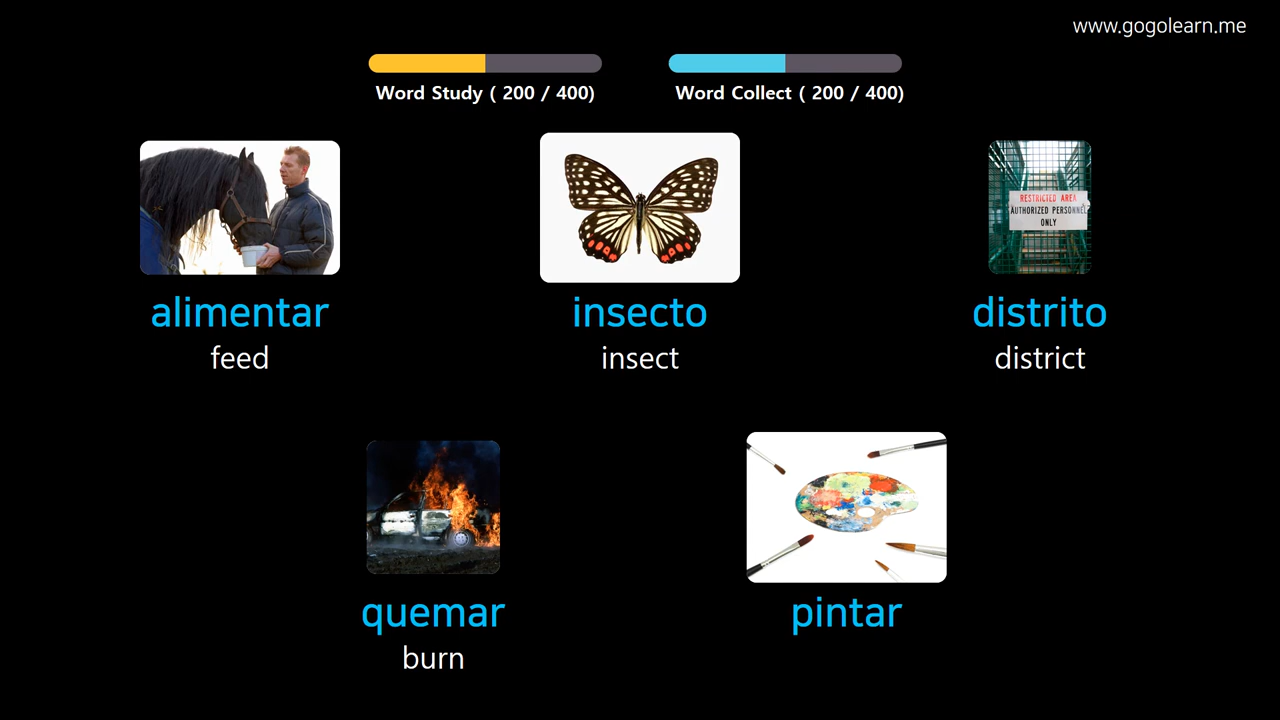 www.gogolearn.me
Word Study ( 200 / 400)
Word Collect ( 200 / 400)
RESTRICTED AREA
AUTHORIZED PERSONNEL
ONLY
alimentar
feed
insecto
insect
distrito
district
quemar
burn
pintar